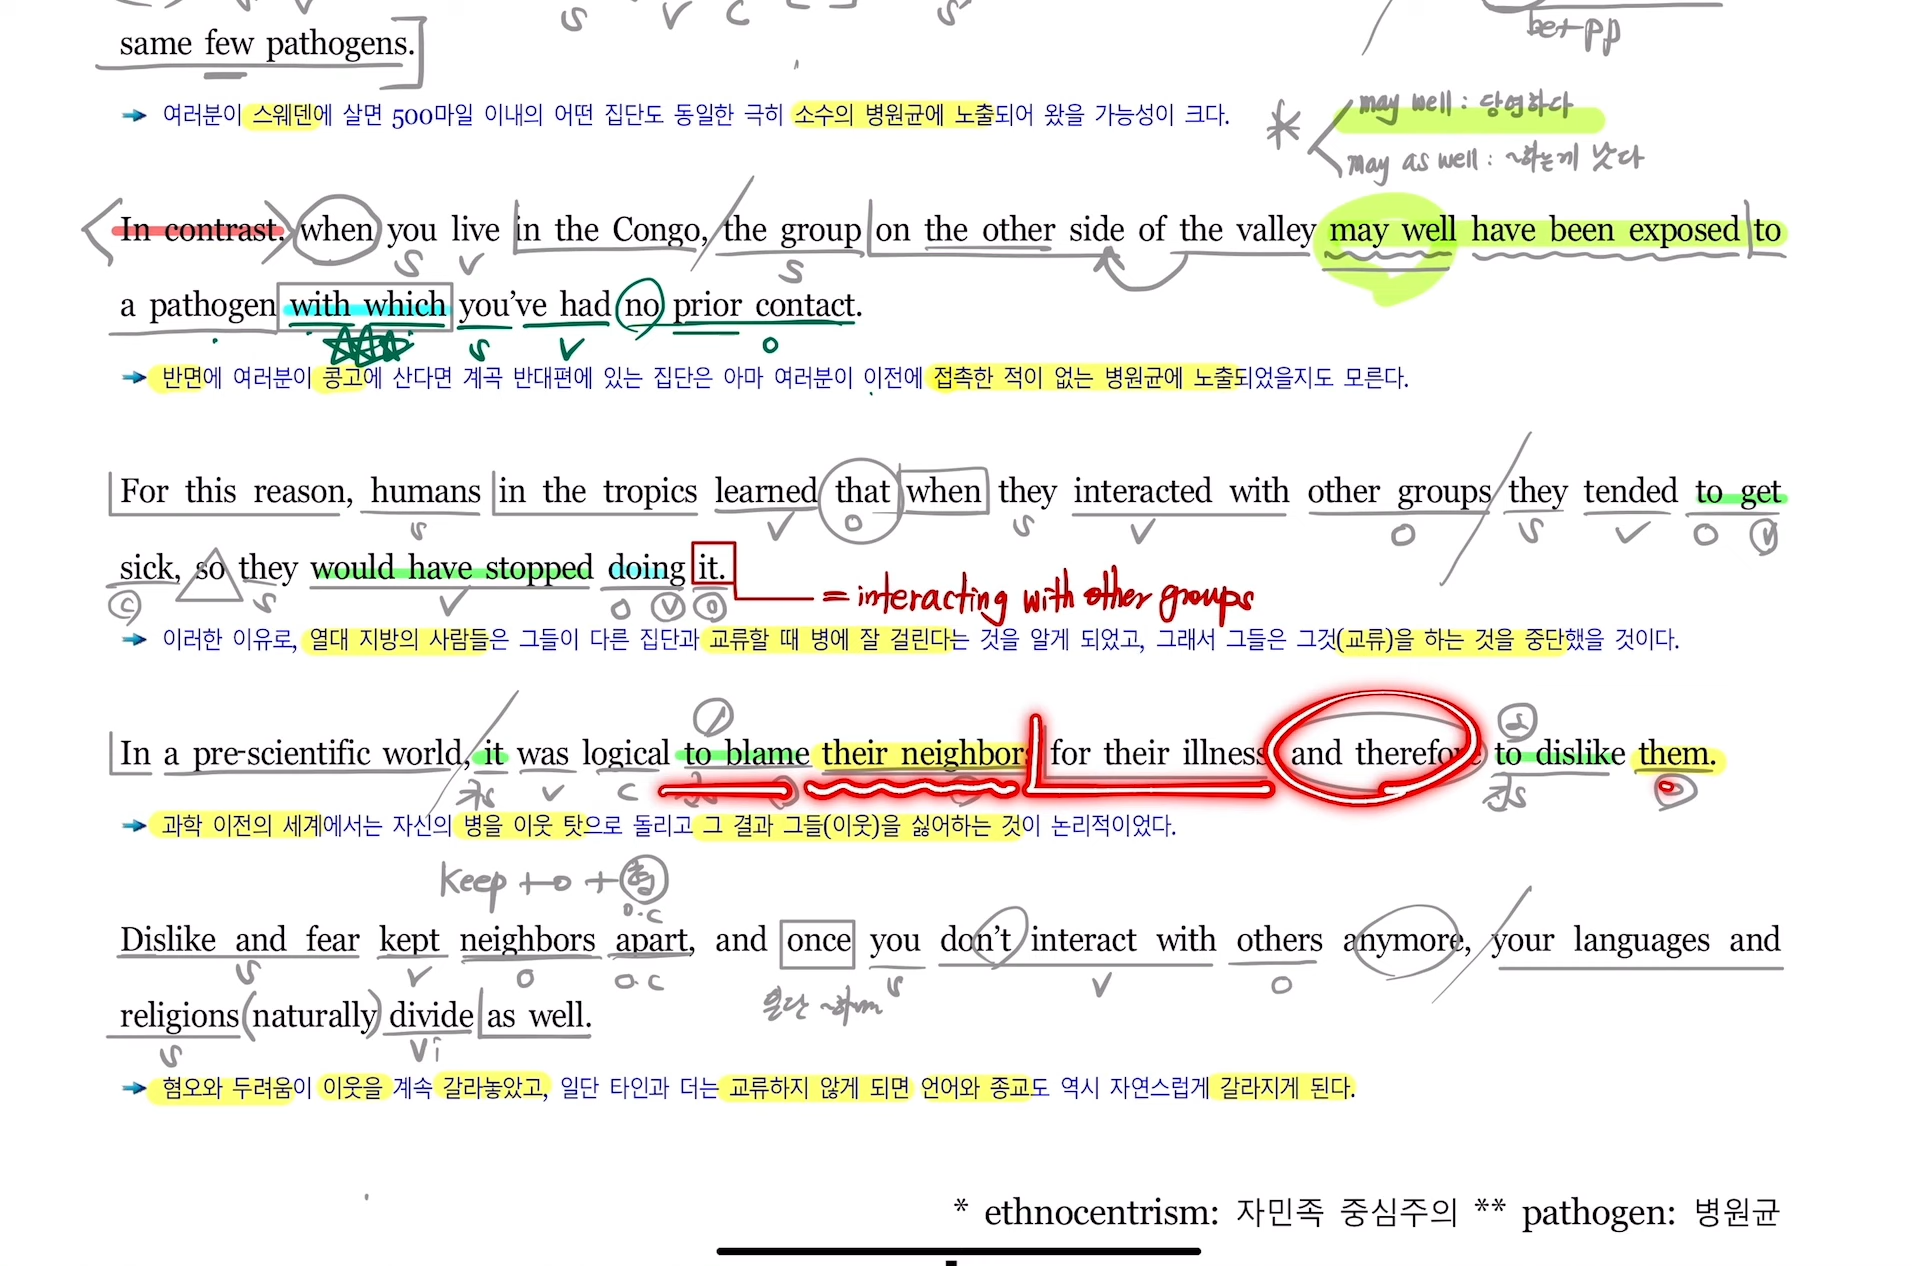 S V C S
same few pathogens.
be+pp
➡ 여러분이 스웨덴에 살면 500마일 이내의 어떤 집단도 동일한 극히 소수의 병원균에 노출되어 왔을 가능성이 크다.
* may well : 당연하다
may as well : ~하는게 낫다
In contrast, when you live in the Congo, the group on the other side of the valley may well have been exposed to
S V S
a pathogen with which you've had no prior contact.
S V O
➡ 반면에 여러분이 콩고에 산다면 계곡 반대편에 있는 집단은 아마 여러분이 이전에 접촉한 적이 없는 병원균에 노출되었을지도 모른다.
For this reason, humans in the tropics learned that when they interacted with other groups they tended to get
S V O S V O S V O V
sick, so they would have stopped doing it.
C S V O V O
= interacting with other groups
➡ 이러한 이유로, 열대 지방의 사람들은 그들이 다른 집단과 교류할 때 병에 잘 걸린다는 것을 알게 되었고, 그래서 그들은 그것(교류)을 하는 것을 중단했을 것이다.
1 2
In a pre-scientific world, it was logical to blame their neighbors for their illness and therefore to dislike them.
가S V C 진S O
➡ 과학 이전의 세계에서는 자신의 병을 이웃 탓으로 돌리고 그 결과 그들(이웃)을 싫어하는 것이 논리적이었다.
keep + o + 형
o.c
Dislike and fear kept neighbors apart, and once you don't interact with others anymore, your languages and
S V O O.C 일단 ~하면 S V O
religions naturally divide as well.
S Vi
➡ 혐오와 두려움이 이웃을 계속 갈라놓았고, 일단 타인과 더는 교류하지 않게 되면 언어와 종교도 역시 자연스럽게 갈라지게 된다.
* ethnocentrism: 자민족 중심주의 ** pathogen: 병원균